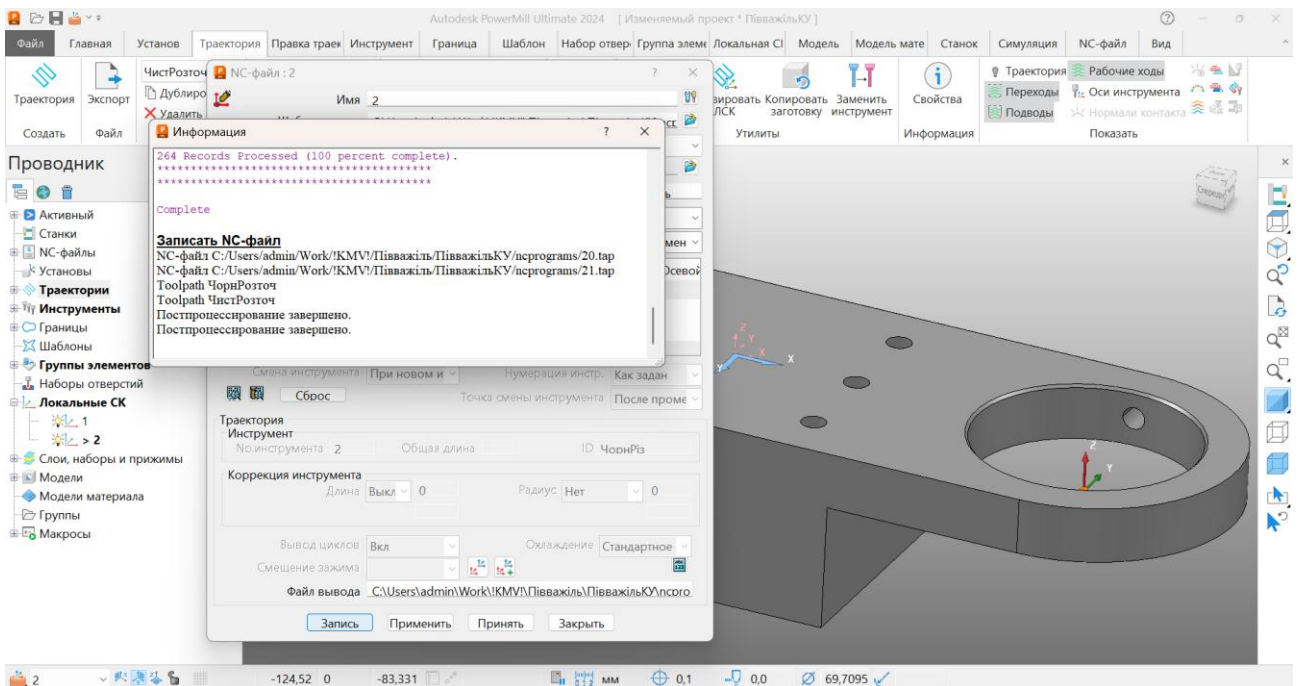 Autodesk PowerMill Ultimate 2024 [ Изменяемый проект * ПівважільКУ ]
Файл Главная Установ Траектория Правка траек Инструмент Граница Шаблон Набор отвер Группа элеме Локальная СІ Модель Модель мате Станок Симуляция NC-файл Вид
Траектория Экспорт
Создать Файл
ЧистРозточ
Дублиро
Удалить
ировать Копировать Заменить
ЛСК заготовку инструмент
Утилиты
Свойства
Информация
Траектория Рабочие ходы
Переходы Оси инструмента
Подводы Нормали контакта
Показать
NC-файл : 2
Имя 2
Информация
264 Records Processed (100 percent complete).
*****************************************
*****************************************
Complete
Записать NC-файл
NC-файл C:/Users/admin/Work/!KMV!/Піvважіль/ПівважільКУ/ncprograms/20.tap
NC-файл C:/Users/admin/Work/!KMV!/Півважіль/ПівважільКУ/ncprograms/21.tap
Toolpath ЧорнРозточ
Toolpath ЧистРозточ
Постпроцессирование завершено.
Постпроцессирование завершено.
мен
Осевой
Проводник
Активный
Станки
NC-файлы
Установы
Траектории
Инструменты
Границы
Шаблоны
Группы элементов
Наборы отверстий
Локальные СК
1
> 2
Слои, наборы и прижимы
Модели
Модели материала
Группы
Макросы
Смена инструмента При новом и Нумерация инстр. Как задан
Сброс Точка смены инструмента После проме
Траектория
Инструмент
No.инструмента 2 Общая длина ID ЧорнРіз
Коррекция инструмента
Длина Выкл 0 Радиус Нет 0
Вывод циклов Вкл Охлаждение Стандартное
Смещение зажима
Файл вывода C:\Users\admin\Work\!KMV!\Півважіль\ПівважільКУ\ncpro
Запись Применить Принять Закрыть
Спереди
Z
Y
X
X
Y
Z
Y
2 -124,52 0 -83,331 мм 0,1 0,0 69,7095